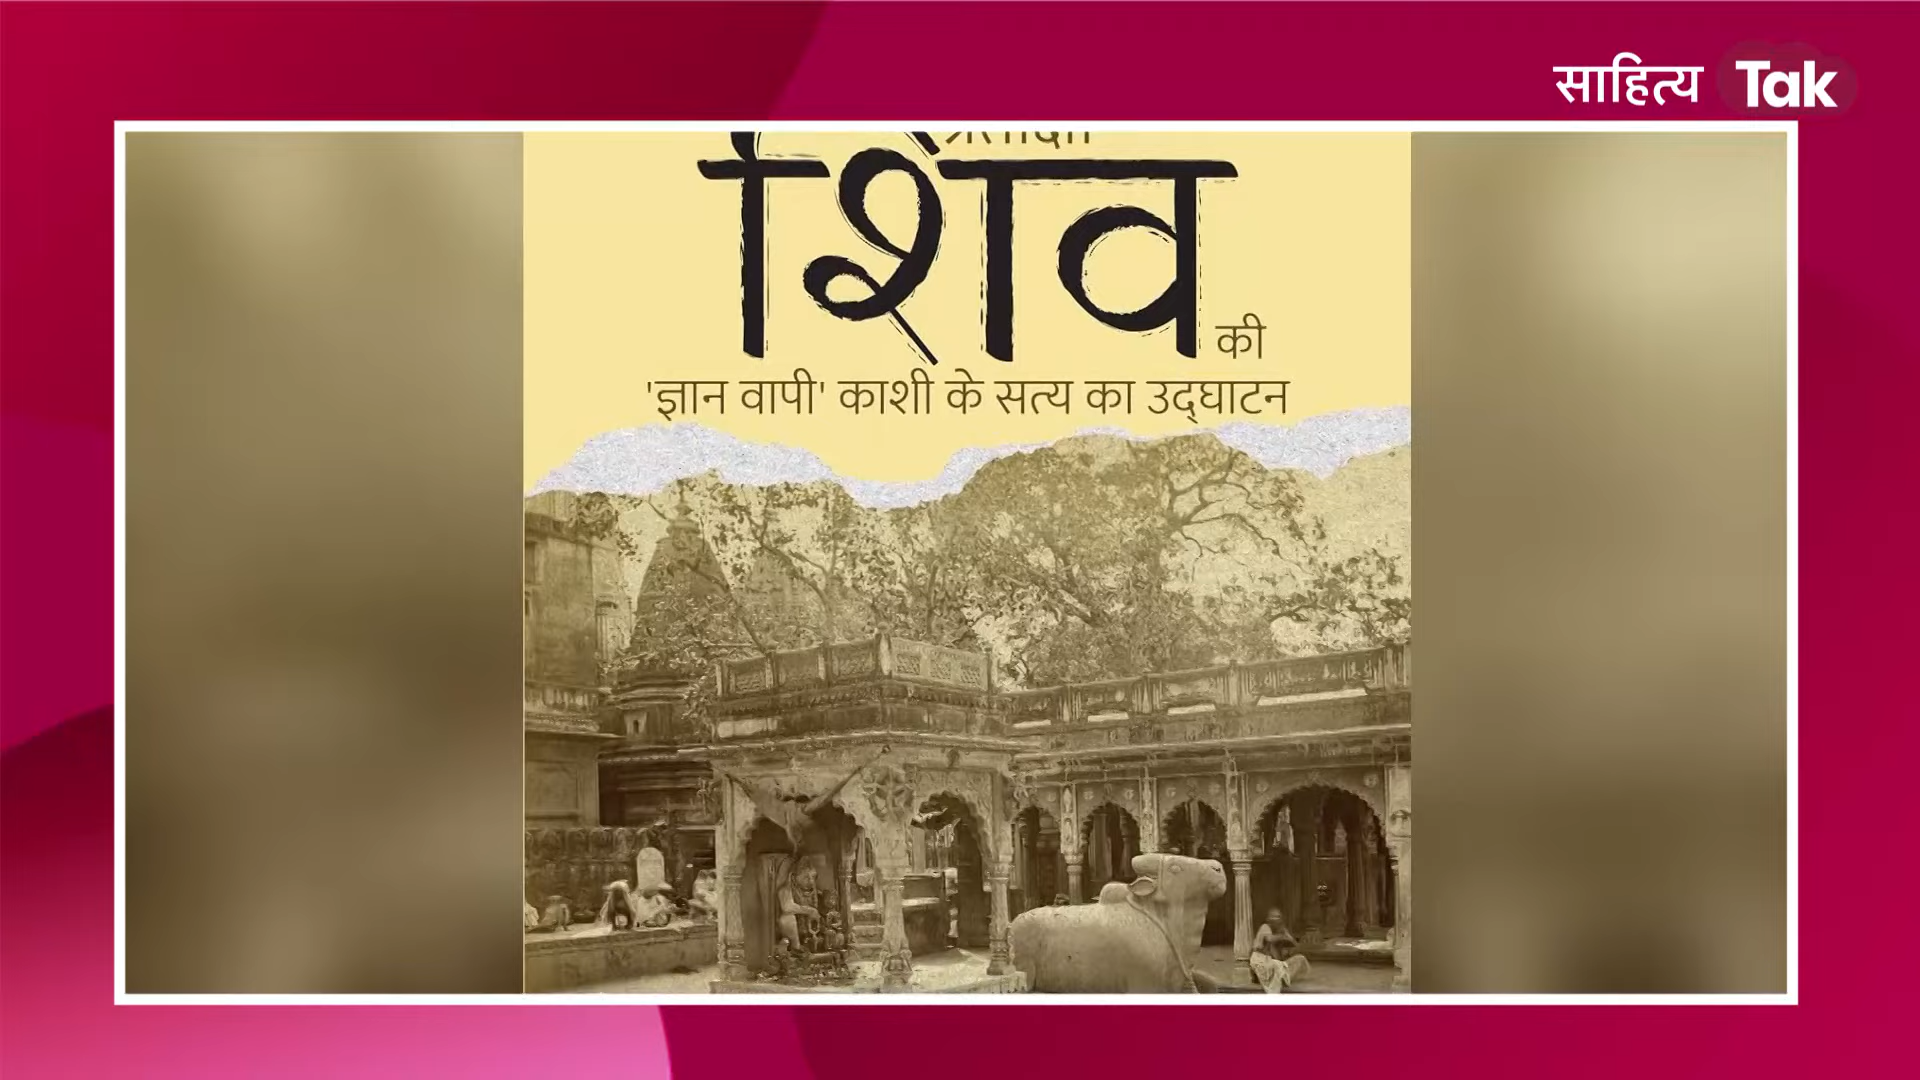 साहित्य Tak
शिव
की
'ज्ञान वापी' काशी के सत्य का उद्‌घाटन